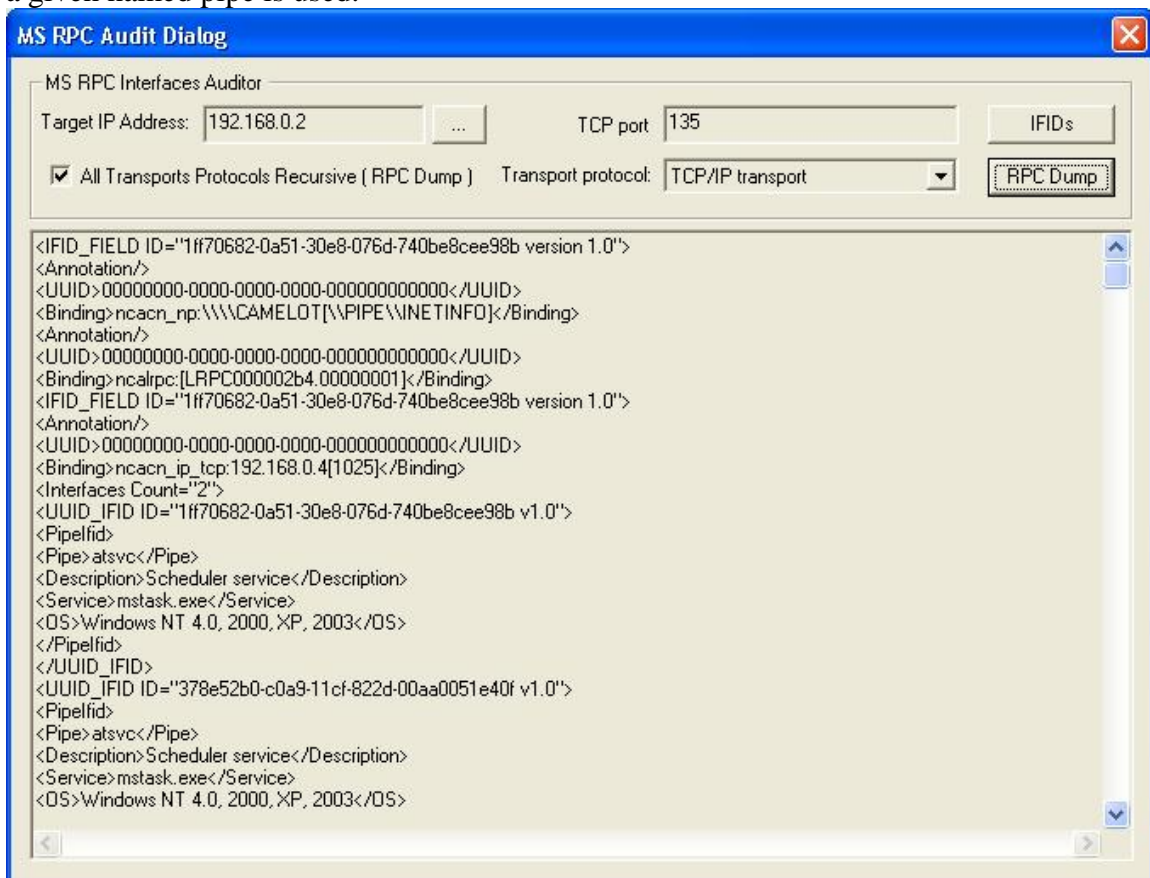 a given named pipe is used.
MS RPC Audit Dialog
MS RPC Interfaces Auditor
Target IP Address: 192.168.0.2 ... TCP port 135 IFIDs
All Transports Protocols Recursive ( RPC Dump ) Transport protocol: TCP/IP transport RPC Dump
<IFID_FIELD ID="1ff70682-0a51-30e8-076d-740be8cee98b version 1.0">
<Annotation/>
<UUID>00000000-0000-0000-0000-000000000000</UUID>
<Binding>ncacn_np:\\\\CAMELOT[\\PIPE\\INETINFO]</Binding>
<Annotation/>
<UUID>00000000-0000-0000-0000-000000000000</UUID>
<Binding>ncalrpc:[LRPC000002b4.00000001]</Binding>
<IFID_FIELD ID="1ff70682-0a51-30e8-076d-740be8cee98b version 1.0">
<Annotation/>
<UUID>00000000-0000-0000-0000-000000000000</UUID>
<Binding>ncacn_ip_tcp:192.168.0.4[1025]</Binding>
<Interfaces Count="2">
<UUID_IFID ID="1ff70682-0a51-30e8-076d-740be8cee98b v1.0">
<PipeIfid>
<Pipe>atsvc</Pipe>
<Description>Scheduler service</Description>
<Service>mstask.exe</Service>
<OS>Windows NT 4.0, 2000, XP, 2003</OS>
</PipeIfid>
</UUID_IFID>
<UUID_IFID ID="378e52b0-c0a9-11cf-822d-00aa0051e40f v1.0">
<PipeIfid>
<Pipe>atsvc</Pipe>
<Description>Scheduler service</Description>
<Service>mstask.exe</Service>
<OS>Windows NT 4.0, 2000, XP, 2003</OS>